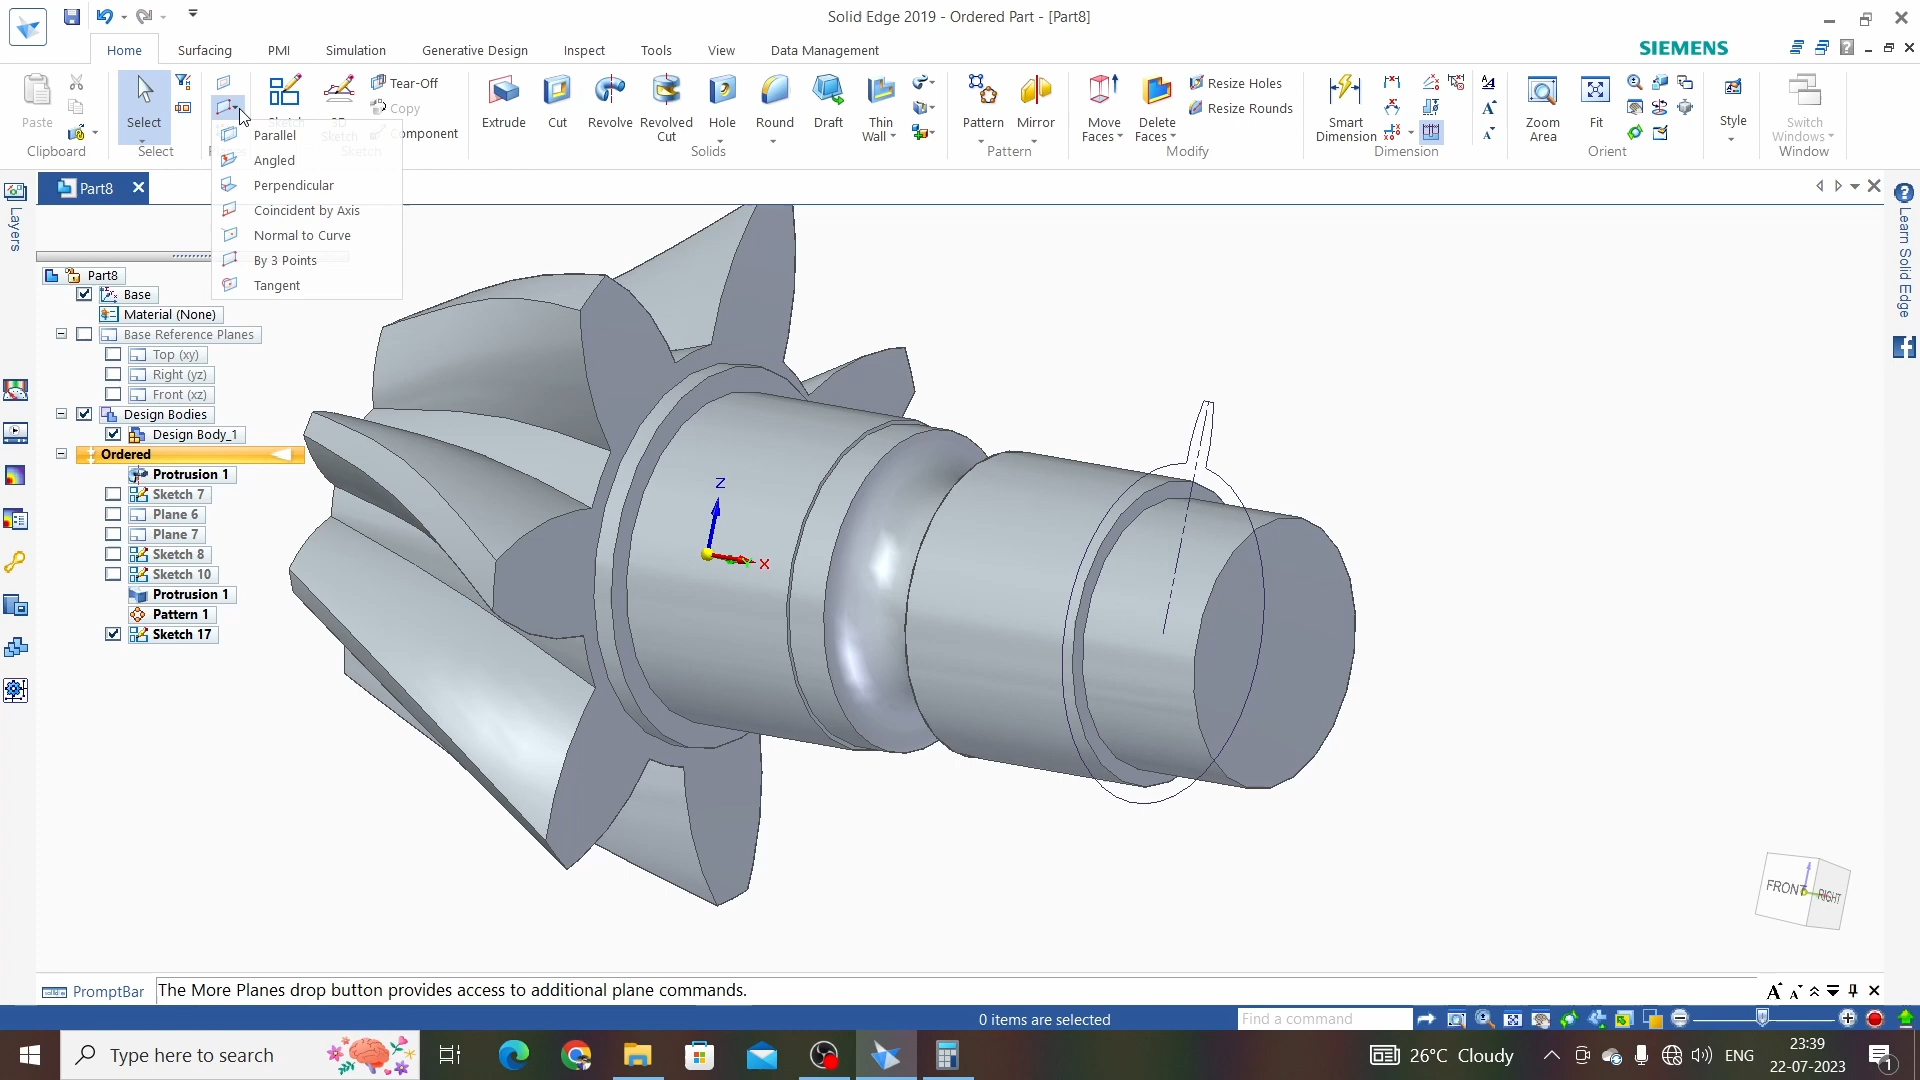 Solid Edge 2019 - Ordered Part - [Part8]
Home
Surfacing
PMI
Simulation
Generative Design
Inspect
Tools
View
Data Management
SIEMENS
Paste
Clipboard
Select
Select
Sketch
3D
Sketch
Tear-Off
Copy
Component
Sketch
Extrude
Cut
Revolve
Revolved
Cut
Hole
Round
Draft
Thin
Wall
Solids
Pattern
Mirror
Pattern
Move
Faces
Delete
Faces
Resize Holes
Resize Rounds
Modify
Smart
Dimension
Dimension
Zoom
Area
Fit
Orient
Style
Switch
Windows
Window
Parallel
Angled
Perpendicular
Coincident by Axis
Normal to Curve
By 3 Points
Tangent
Part8
Layers
Learn Solid Edge
Part8
Base
Material (None)
Base Reference Planes
Top (xy)
Right (yz)
Front (xz)
Design Bodies
Design Body_1
Ordered
Protrusion 1
Sketch 7
Plane 6
Plane 7
Sketch 8
Sketch 10
Protrusion 1
Pattern 1
Sketch 17
Z
X
FRONT
RIGHT
PromptBar
The More Planes drop button provides access to additional plane commands.
0 items are selected
Find a command
Type here to search
26°C Cloudy
ENG
23:39
22-07-2023
1